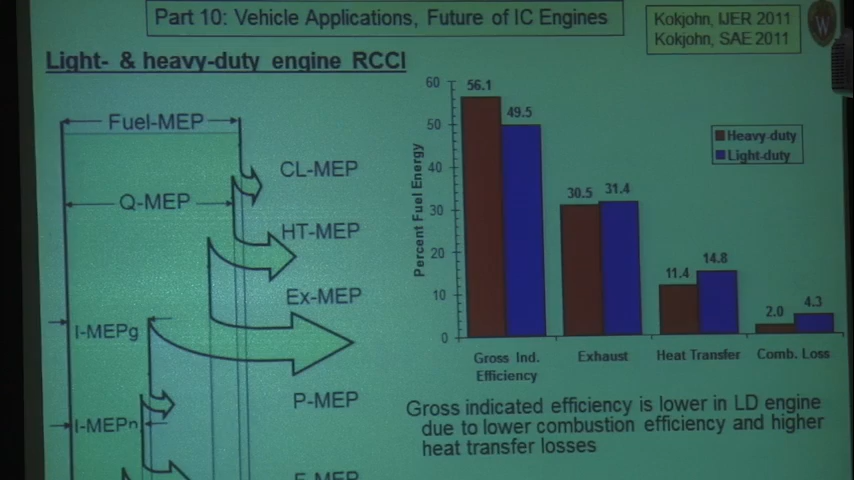 Part 10: Vehicle Applications, Future of IC Engines
Kokjohn, IJER 2011
Kokjohn, SAE 2011
W
Light- & heavy-duty engine RCCI
Fuel-MEP
CL-MEP
Q-MEP
HT-MEP
Ex-MEP
I-MEPg
P-MEP
I-MEPn
F-MEP
Percent Fuel Energy
60
50
40
30
20
10
0
56.1
49.5
30.5
31.4
11.4
14.8
2.0
4.3
Heavy-duty
Light-duty
Gross Ind.
Efficiency
Exhaust
Heat Transfer
Comb. Loss
Gross indicated efficiency is lower in LD engine
due to lower combustion efficiency and higher
heat transfer losses